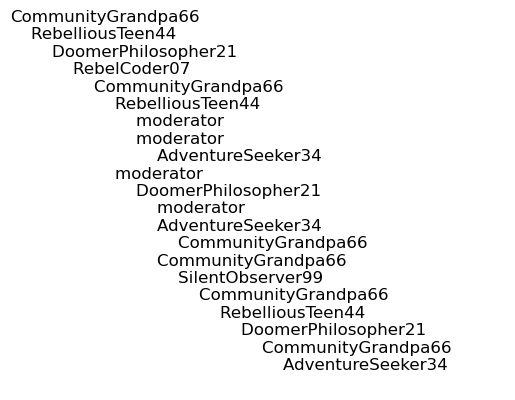 CommunityGrandpa66
RebelliousTeen44
DoomerPhilosopher21
RebelCoder07
CommunityGrandpa66
RebelliousTeen44
moderator
moderator
AdventureSeeker34
moderator
DoomerPhilosopher21
moderator
AdventureSeeker34
CommunityGrandpa66
CommunityGrandpa66
SilentObserver99
CommunityGrandpa66
RebelliousTeen44
DoomerPhilosopher21
CommunityGrandpa66
AdventureSeeker34